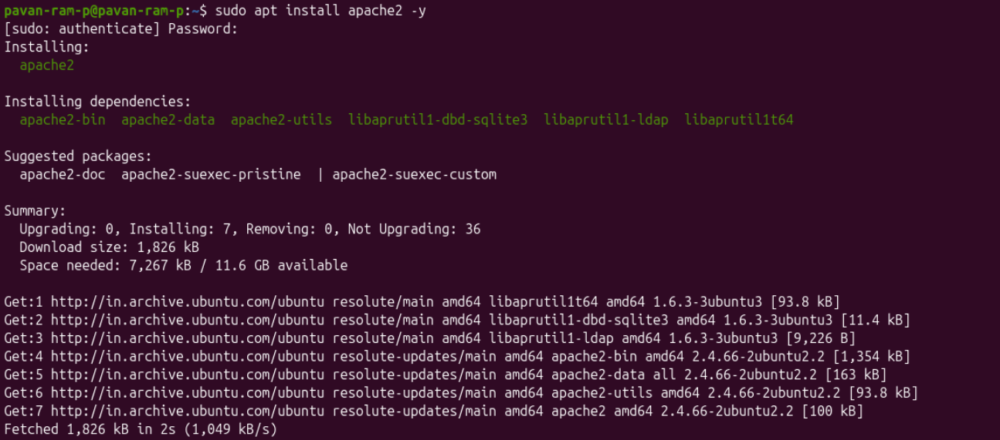 pavan-ram-p@pavan-ram-p:~$ sudo apt install apache2 -y
[sudo: authenticate] Password:
Installing:
  apache2

Installing dependencies:
  apache2-bin  apache2-data  apache2-utils  libaprutil1-dbd-sqlite3  libaprutil1-ldap  libaprutil1t64

Suggested packages:
  apache2-doc  apache2-suexec-pristine  | apache2-suexec-custom

Summary:
  Upgrading: 0, Installing: 7, Removing: 0, Not Upgrading: 36
  Download size: 1,826 kB
  Space needed: 7,267 kB / 11.6 GB available

Get:1 http://in.archive.ubuntu.com/ubuntu resolute/main amd64 libaprutil1t64 amd64 1.6.3-3ubuntu3 [93.8 kB]
Get:2 http://in.archive.ubuntu.com/ubuntu resolute/main amd64 libaprutil1-dbd-sqlite3 amd64 1.6.3-3ubuntu3 [11.4 kB]
Get:3 http://in.archive.ubuntu.com/ubuntu resolute/main amd64 libaprutil1-ldap amd64 1.6.3-3ubuntu3 [9,226 B]
Get:4 http://in.archive.ubuntu.com/ubuntu resolute-updates/main amd64 apache2-bin amd64 2.4.66-2ubuntu2.2 [1,354 kB]
Get:5 http://in.archive.ubuntu.com/ubuntu resolute-updates/main amd64 apache2-data all 2.4.66-2ubuntu2.2 [163 kB]
Get:6 http://in.archive.ubuntu.com/ubuntu resolute-updates/main amd64 apache2-utils amd64 2.4.66-2ubuntu2.2 [93.8 kB]
Get:7 http://in.archive.ubuntu.com/ubuntu resolute-updates/main amd64 apache2 amd64 2.4.66-2ubuntu2.2 [100 kB]
Fetched 1,826 kB in 2s (1,049 kB/s)